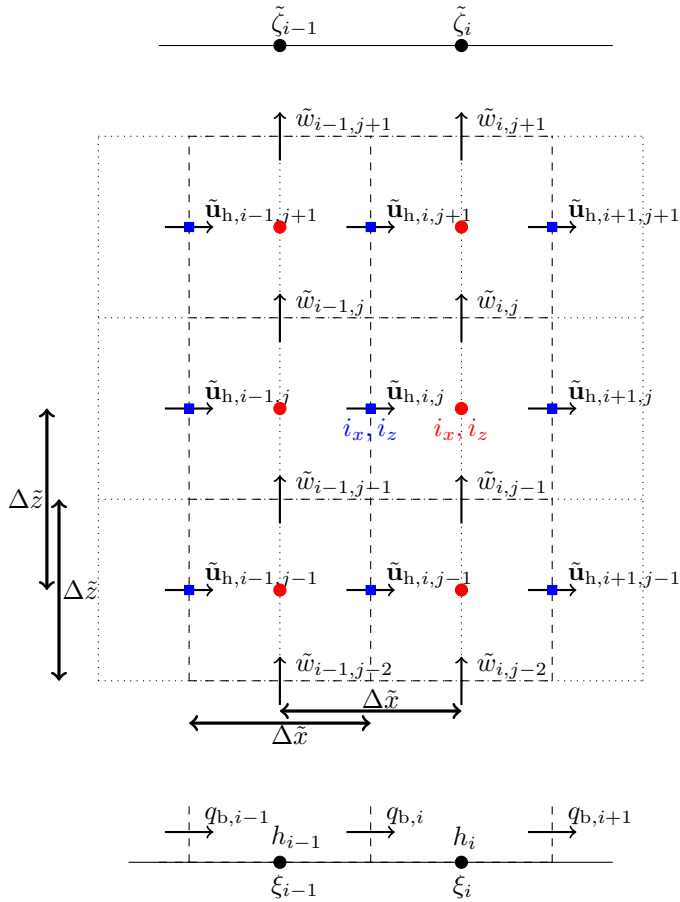 ζ̃_{i−1} ζ̃_i
w̃_{i−1,j+1} w̃_{i,j+1}
ũ_{h,i−1,j+1} ũ_{h,i,j+1} ũ_{h,i+1,j+1}
w̃_{i−1,j} w̃_{i,j}
ũ_{h,i−1,j} ũ_{h,i,j} ũ_{h,i+1,j}
i_x, i_z i_x, i_z
w̃_{i−1,j−1} w̃_{i,j−1}
Δz̃
ũ_{h,i−1,j−1} ũ_{h,i,j−1} ũ_{h,i+1,j−1}
Δz̃
w̃_{i−1,j−2} w̃_{i,j−2}
Δx̃
Δx̃
q_{b,i−1} q_{b,i} q_{b,i+1}
h_{i−1} h_i
ξ_{i−1} ξ_i